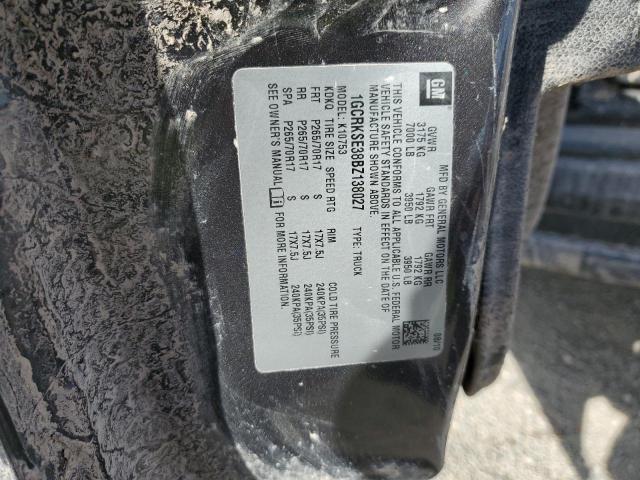 GM
MFD BY GENERAL MOTORS LLC 08/10
GVWR GAWR FRT GAWR RR
3175 KG 1792 KG 1792 KG
7000 LB 3950 LB 3950 LB
THIS VEHICLE CONFORMS TO ALL APPLICABLE U.S. FEDERAL MOTOR
VEHICLE SAFETY STANDARDS IN EFFECT ON THE DATE OF
MANUFACTURE SHOWN ABOVE.
1GCRKSE38BZ138027 TYPE: TRUCK
MODEL: K10753
KDKQ TIRE SIZE SPEED RTG RIM COLD TIRE PRESSURE
FRT P265/70R17 S 17X7.5J 240KPA(35PSI)
RR P265/70R17 S 17X7.5J 240KPA(35PSI)
SPA P265/70R17 S 17X7.5J 240KPA(35PSI)
SEE OWNER'S MANUAL FOR MORE INFORMATION.